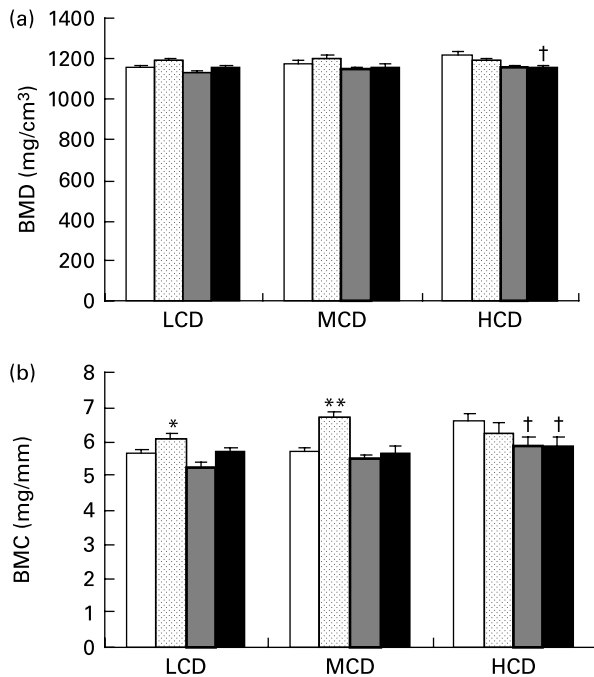 (a)
1400
1200
1000
800
600
400
200
0
BMD (mg/cm³)
†
LCD MCD HCD
(b)
8
7
6
5
4
3
2
1
0
BMC (mg/mm)
* ** † †
LCD MCD HCD